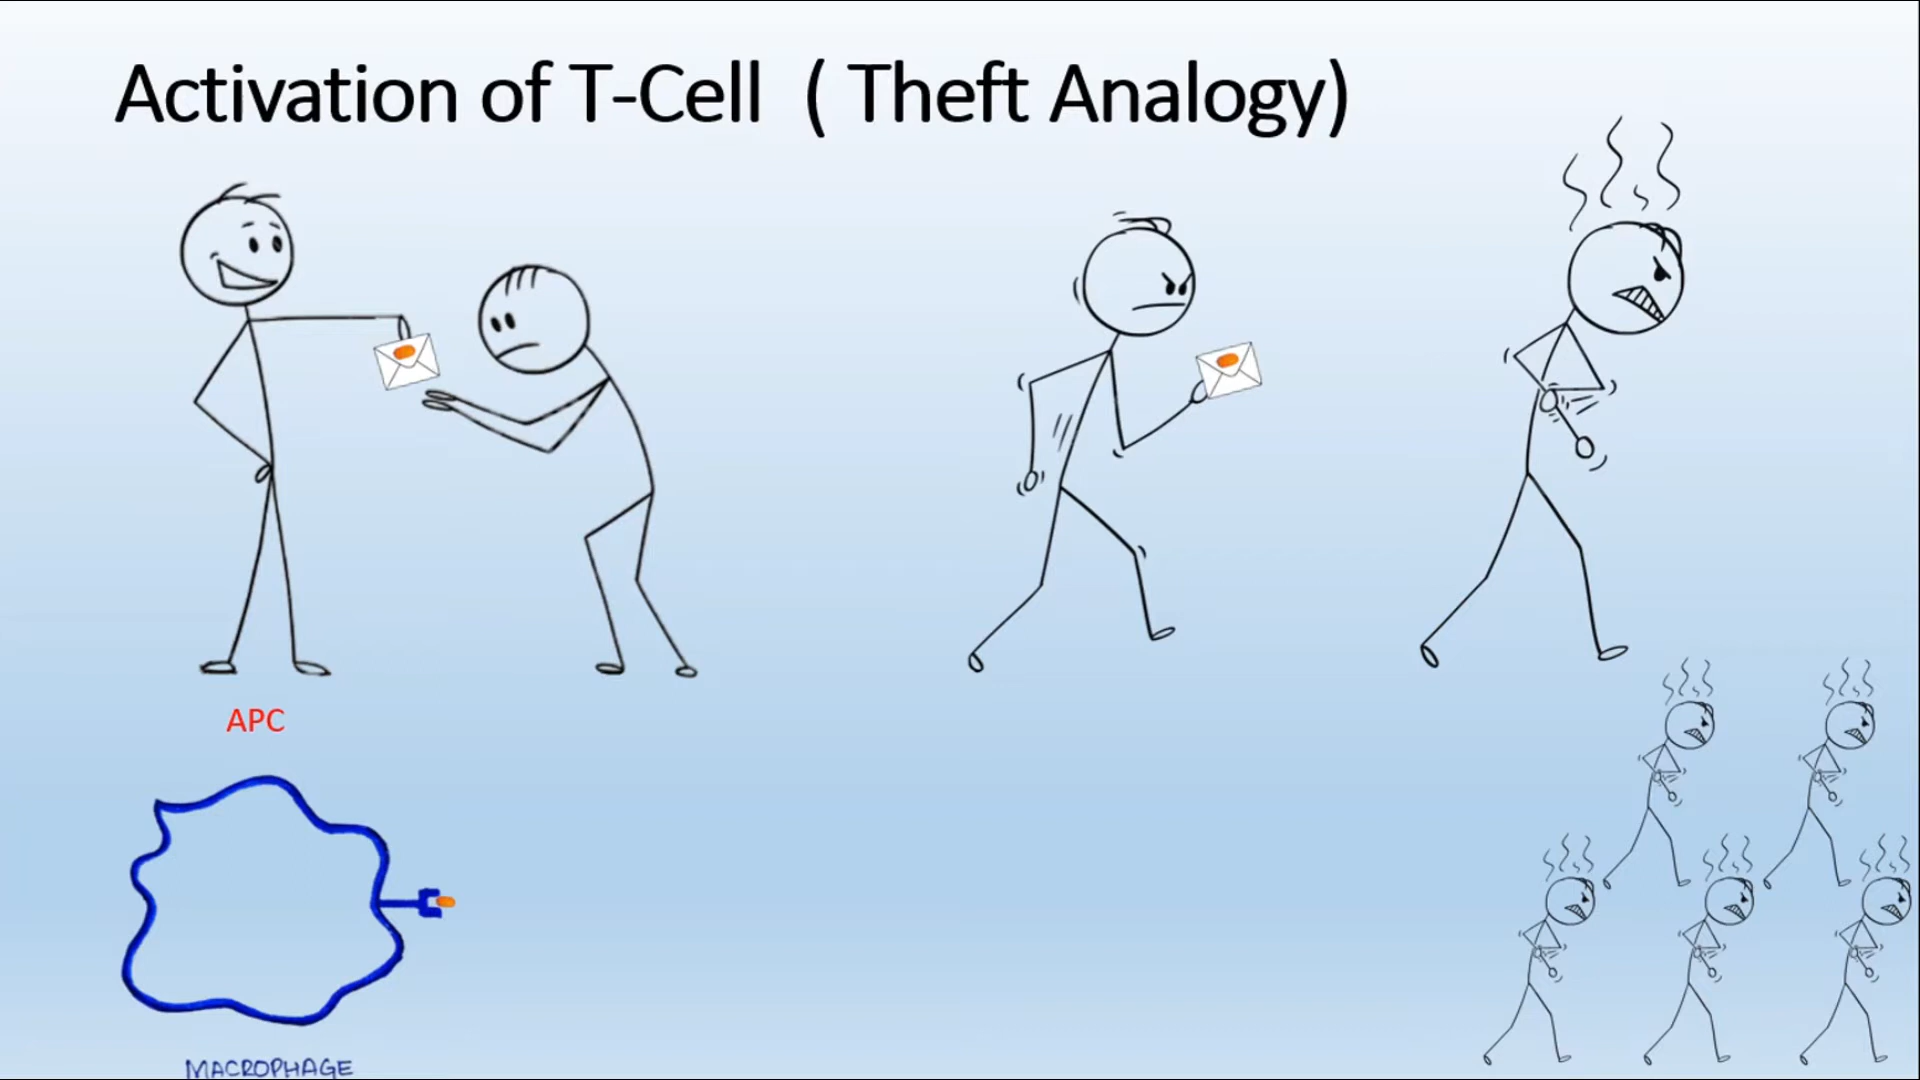 Activation of T-Cell ( Theft Analogy)
APC
MACROPHAGE